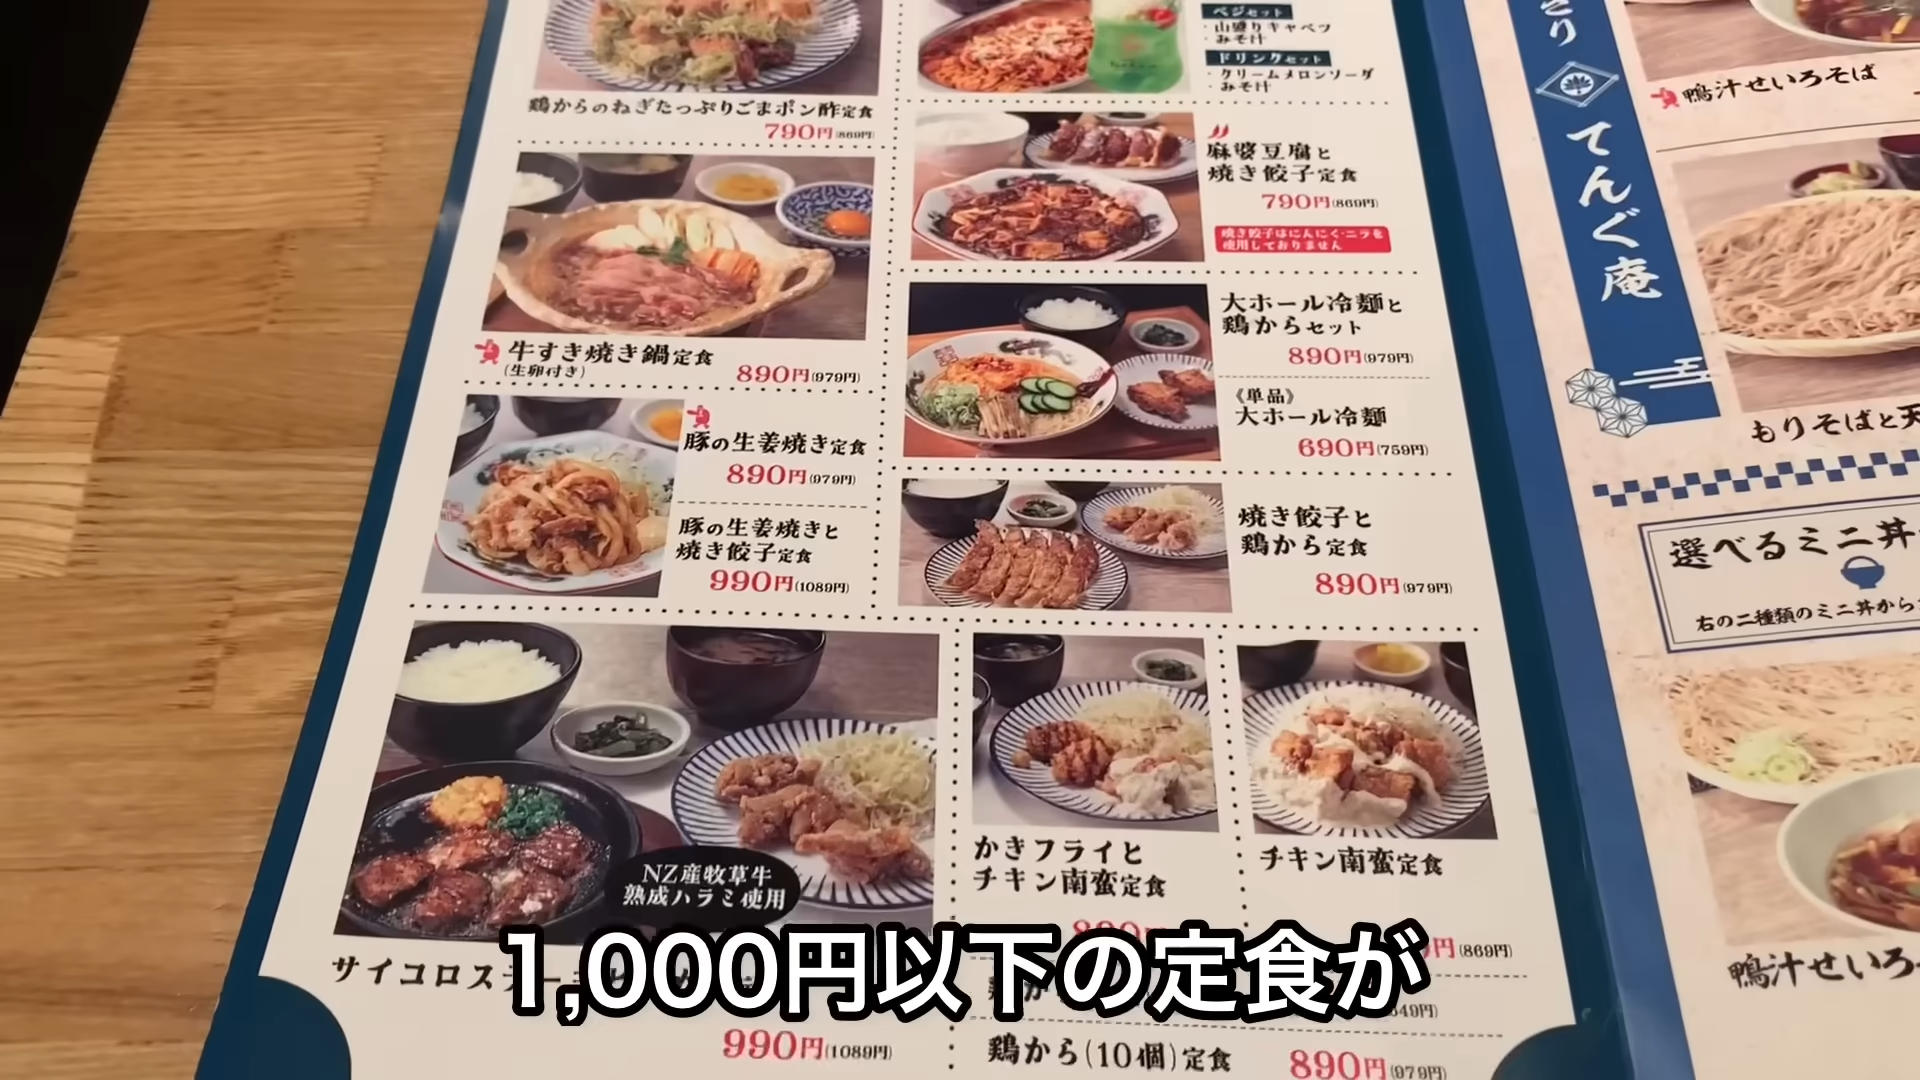 鶏からのねぎたっぷりごまポン酢定食
790円(869円)
牛すき焼き鍋定食
(生卵付き)
890円(979円)
豚の生姜焼き定食
890円(979円)
豚の生姜焼きと
焼き餃子定食
990円(1089円)
ベジセット
・山盛りキャベツ
・みそ汁
ドリンクセット
・クリームメロンソーダ
・みそ汁
麻婆豆腐と
焼き餃子定食
790円(869円)
焼き餃子はにんにく・ニラを
使用しておりません
大ホール冷麺と
鶏からセット
890円(979円)
《単品》
大ホール冷麺
690円(759円)
焼き餃子と
鶏から定食
890円(979円)
NZ産牧草牛
熟成ハラミ使用
サイコロス
990円(1089円)
かきフライと
チキン南蛮定食
チキン南蛮定食
円(869円)
鶏から(10個)定食
890円(979円)
てんぐ庵
鴨汁せいろそば
もりそばと天
選べるミニ丼
右の二種類のミニ丼から
鴨汁せいろ
1,000円以下の定食が